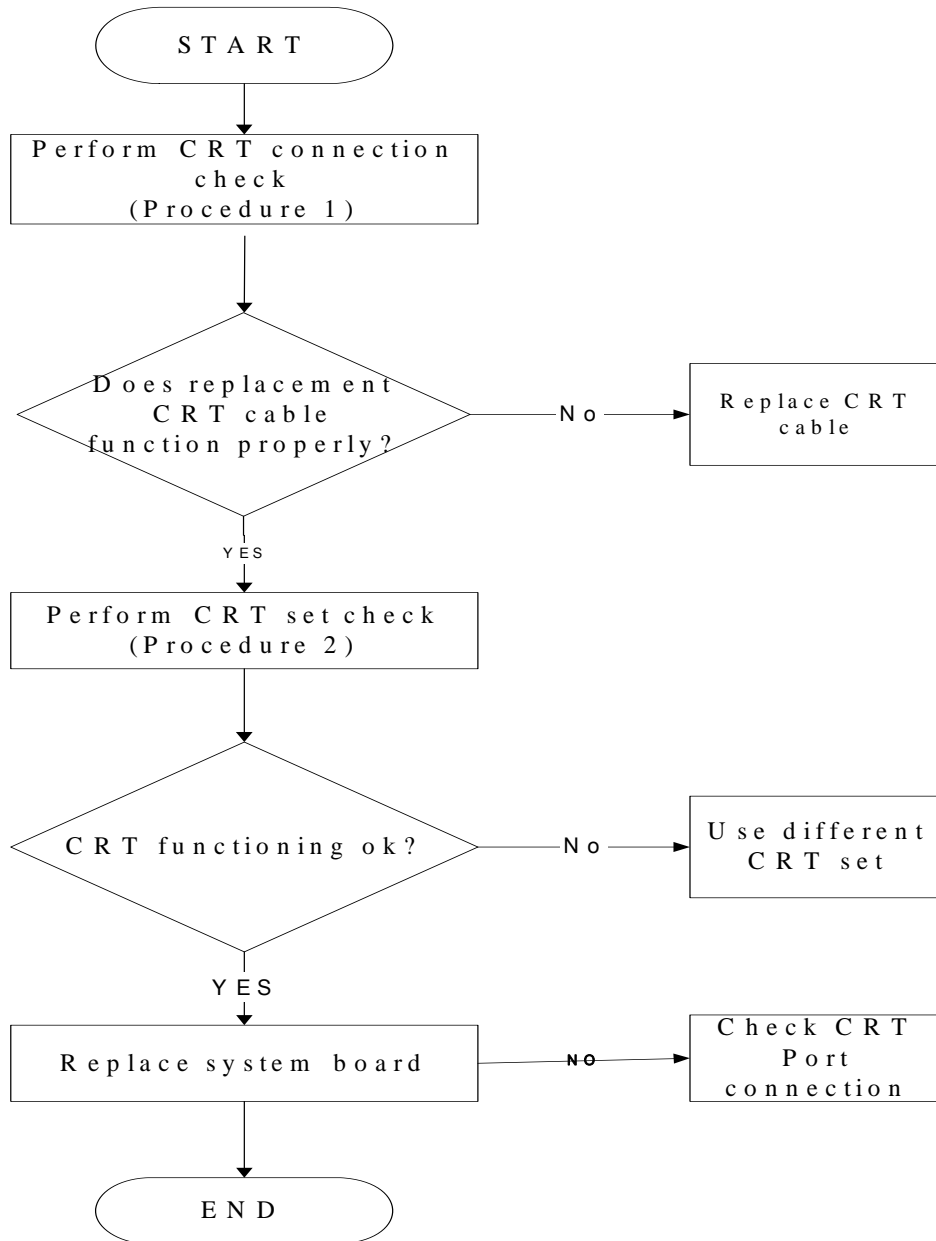 START
Perform CRT connection
check
(Procedure 1)
Does replacement
CRT cable
function properly?
No
Replace CRT
cable
YES
Perform CRT set check
(Procedure 2)
CRT functioning ok?
No
Use different
CRT set
YES
Replace system board
NO
Check CRT
Port
connection
END